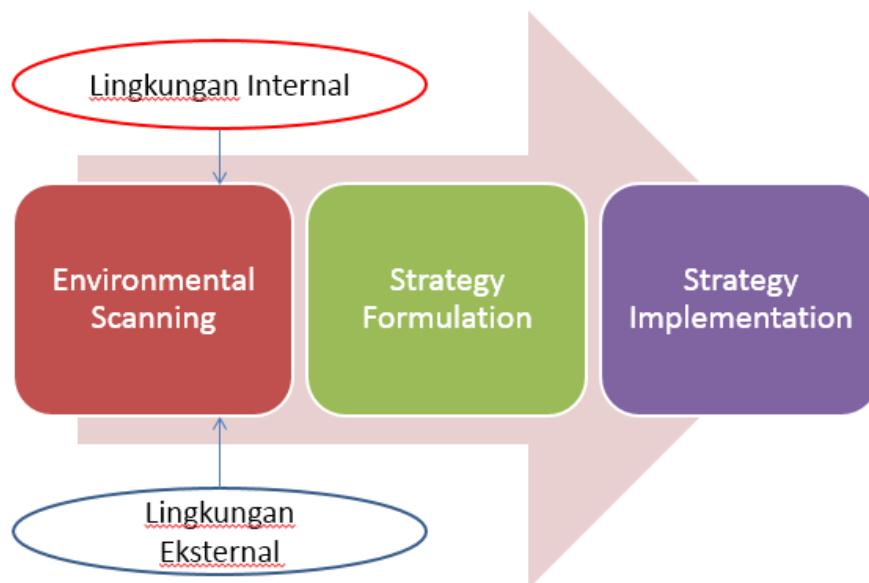 Lingkungan Internal
Environmental
Scanning
Strategy
Formulation
Strategy
Implementation
Lingkungan
Eksternal